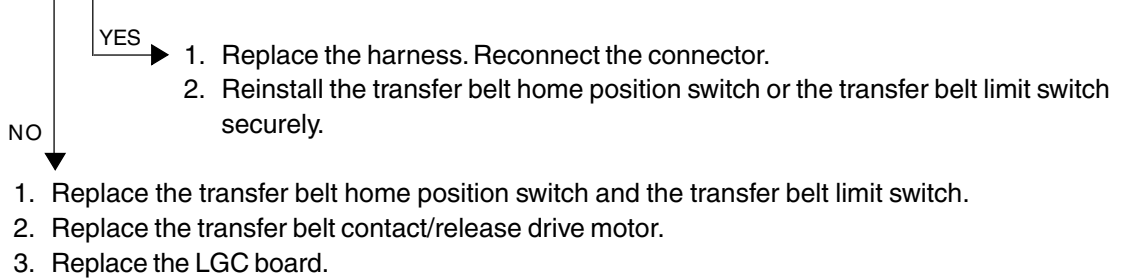 YES
1. Replace the harness. Reconnect the connector.
2. Reinstall the transfer belt home position switch or the transfer belt limit switch
securely.
NO
1. Replace the transfer belt home position switch and the transfer belt limit switch.
2. Replace the transfer belt contact/release drive motor.
3. Replace the LGC board.